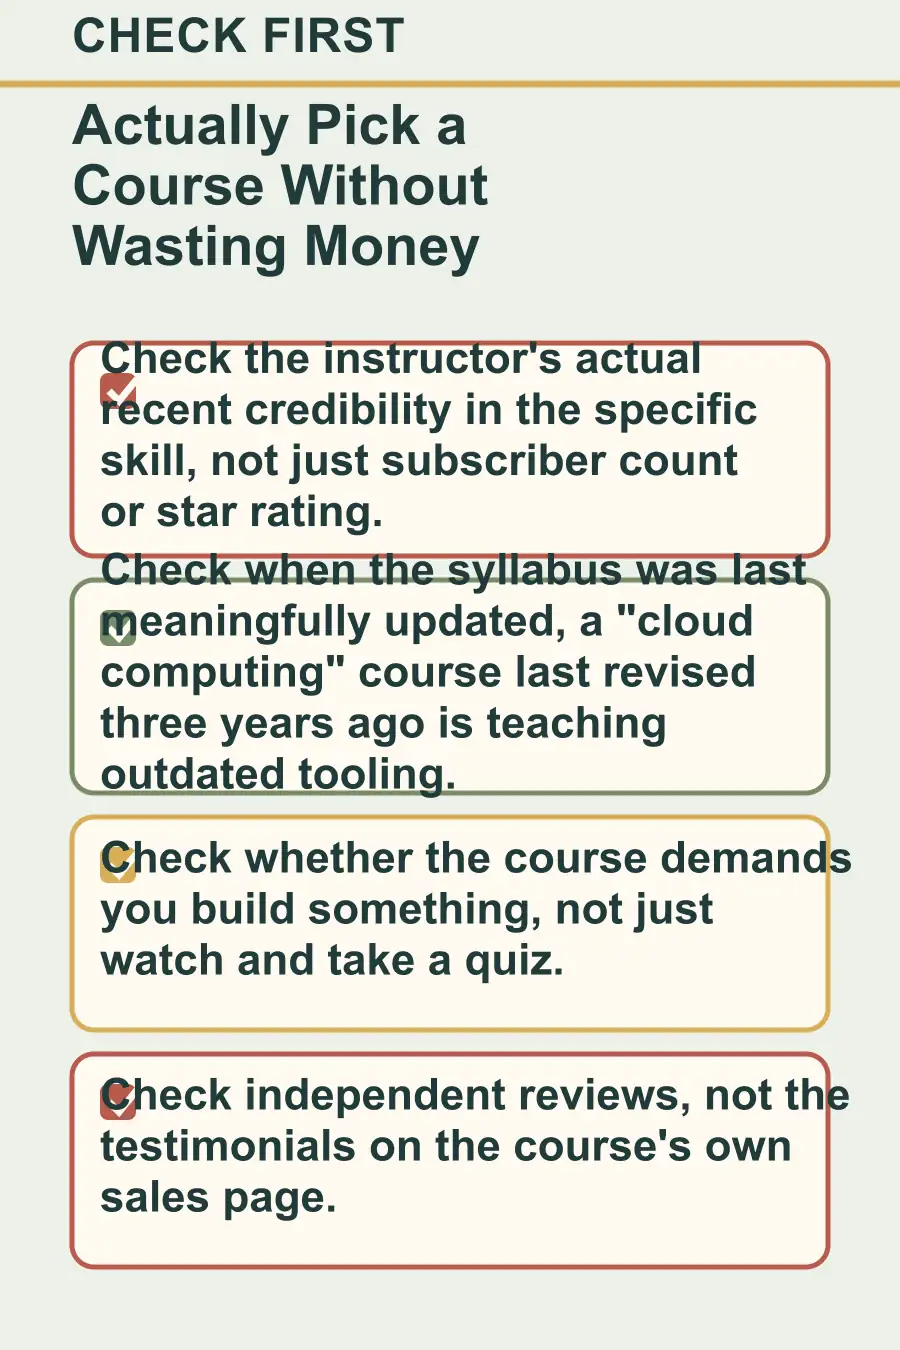 CHECK FIRST
Actually Pick a
Course Without
Wasting Money
Check the instructor's actual
recent credibility in the specific
skill, not just subscriber count
or star rating.
Check when the syllabus was last
meaningfully updated, a "cloud
computing" course last revised
three years ago is teaching
outdated tooling.
Check whether the course demands
you build something, not just
watch and take a quiz.
Check independent reviews, not the
testimonials on the course's own
sales page.